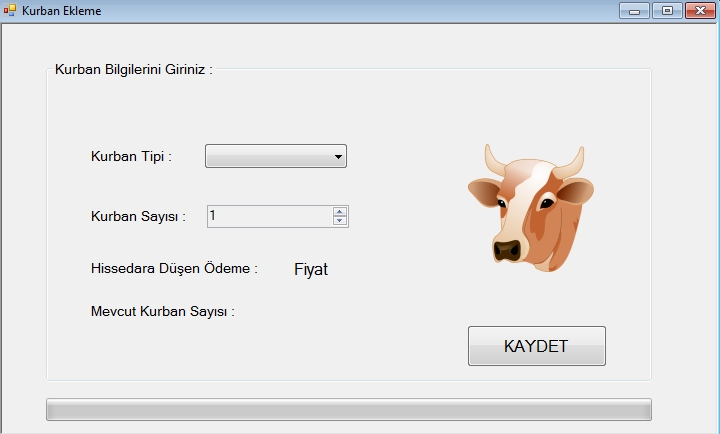 Kurban Ekleme
Kurban Bilgilerini Giriniz :
Kurban Tipi :
Kurban Sayısı : 1
Hissedara Düşen Ödeme : Fiyat
Mevcut Kurban Sayısı :
KAYDET